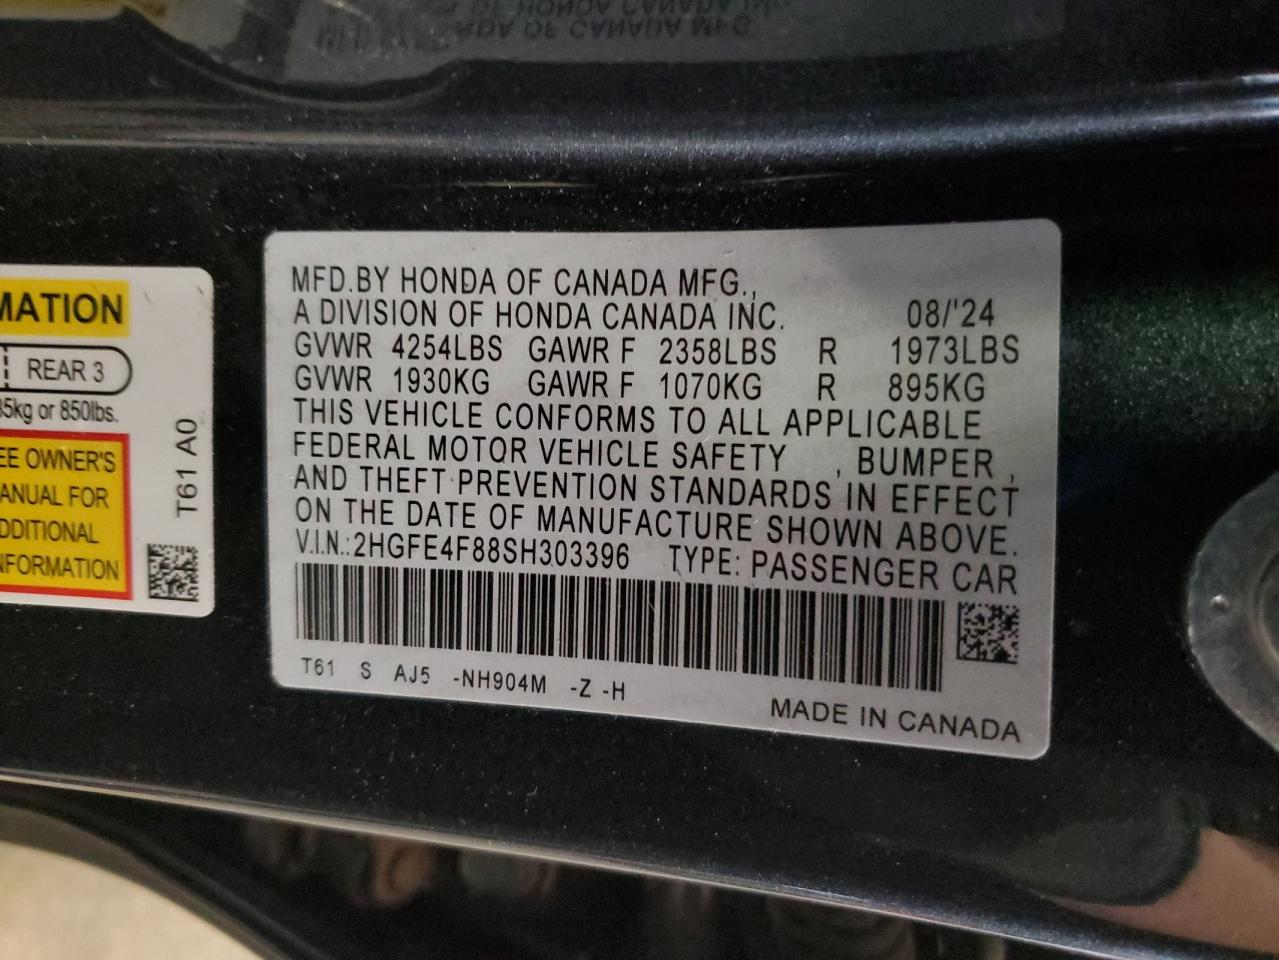 MATION
REAR 3
85kg or 850lbs.
EE OWNER'S
ANUAL FOR
DDITIONAL
NFORMATION
T61 A0
MFD.BY HONDA OF CANADA MFG.,
A DIVISION OF HONDA CANADA INC. 08/'24
GVWR 4254LBS GAWR F 2358LBS R 1973LBS
GVWR 1930KG GAWR F 1070KG R 895KG
THIS VEHICLE CONFORMS TO ALL APPLICABLE
FEDERAL MOTOR VEHICLE SAFETY , BUMPER ,
AND THEFT PREVENTION STANDARDS IN EFFECT
ON THE DATE OF MANUFACTURE SHOWN ABOVE.
V.I.N.: 2HGFE4F88SH303396 TYPE: PASSENGER CAR
T61 S AJ5 -NH904M -Z -H
MADE IN CANADA